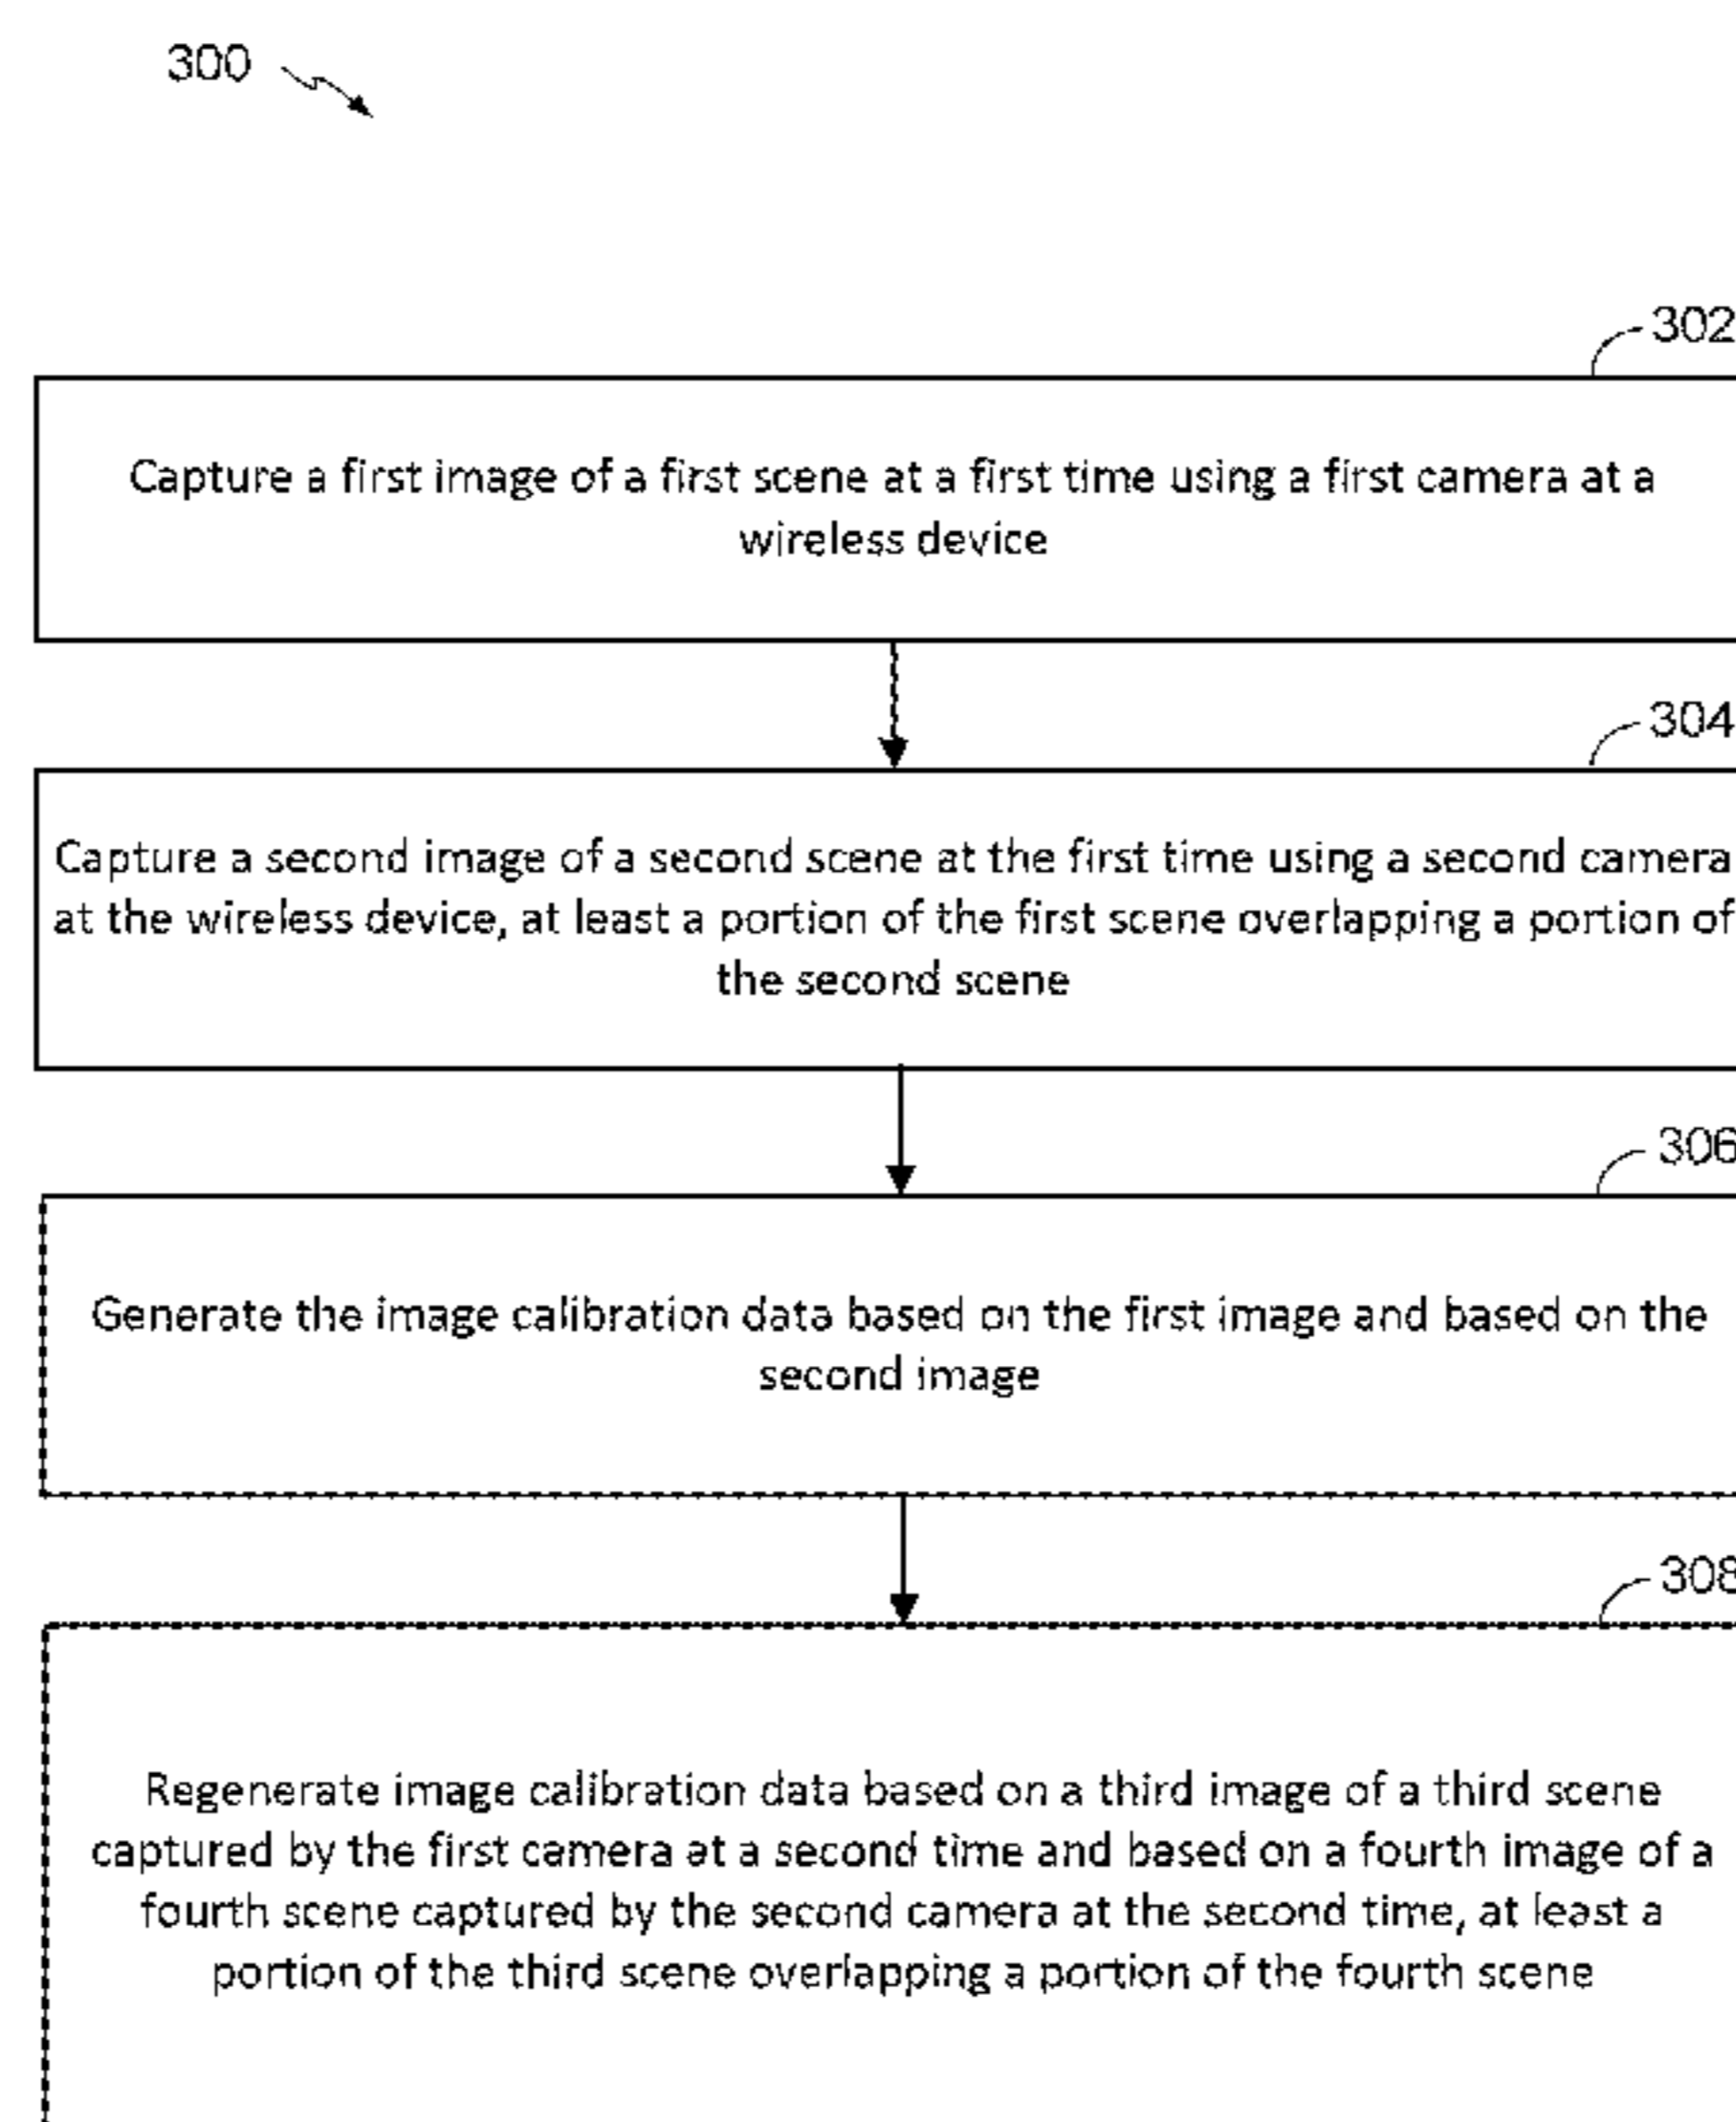 300
302
Capture a first image of a first scene at a first time using a first camera at a
wireless device
304
Capture a second image of a second scene at the first time using a second camera
at the wireless device, at least a portion of the first scene overlapping a portion of
the second scene
306
Generate the image calibration data based on the first image and based on the
second image
308
Regenerate image calibration data based on a third image of a third scene
captured by the first camera at a second time and based on a fourth image of a
fourth scene captured by the second camera at the second time, at least a
portion of the third scene overlapping a portion of the fourth scene